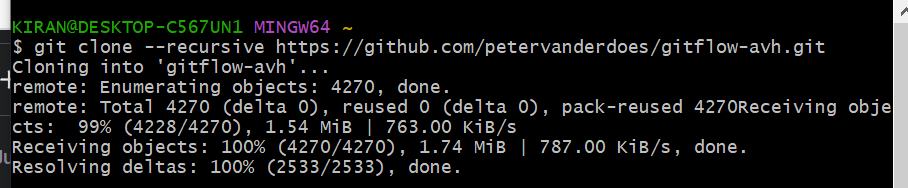 KIRAN@DESKTOP-C567UN1 MINGW64 ~
$ git clone --recursive https://github.com/petervanderdoes/gitflow-avh.git
Cloning into 'gitflow-avh'...
remote: Enumerating objects: 4270, done.
remote: Total 4270 (delta 0), reused 0 (delta 0), pack-reused 4270Receiving obje
cts:  99% (4228/4270), 1.54 MiB | 763.00 KiB/s
Receiving objects: 100% (4270/4270), 1.74 MiB | 787.00 KiB/s, done.
Resolving deltas: 100% (2533/2533), done.